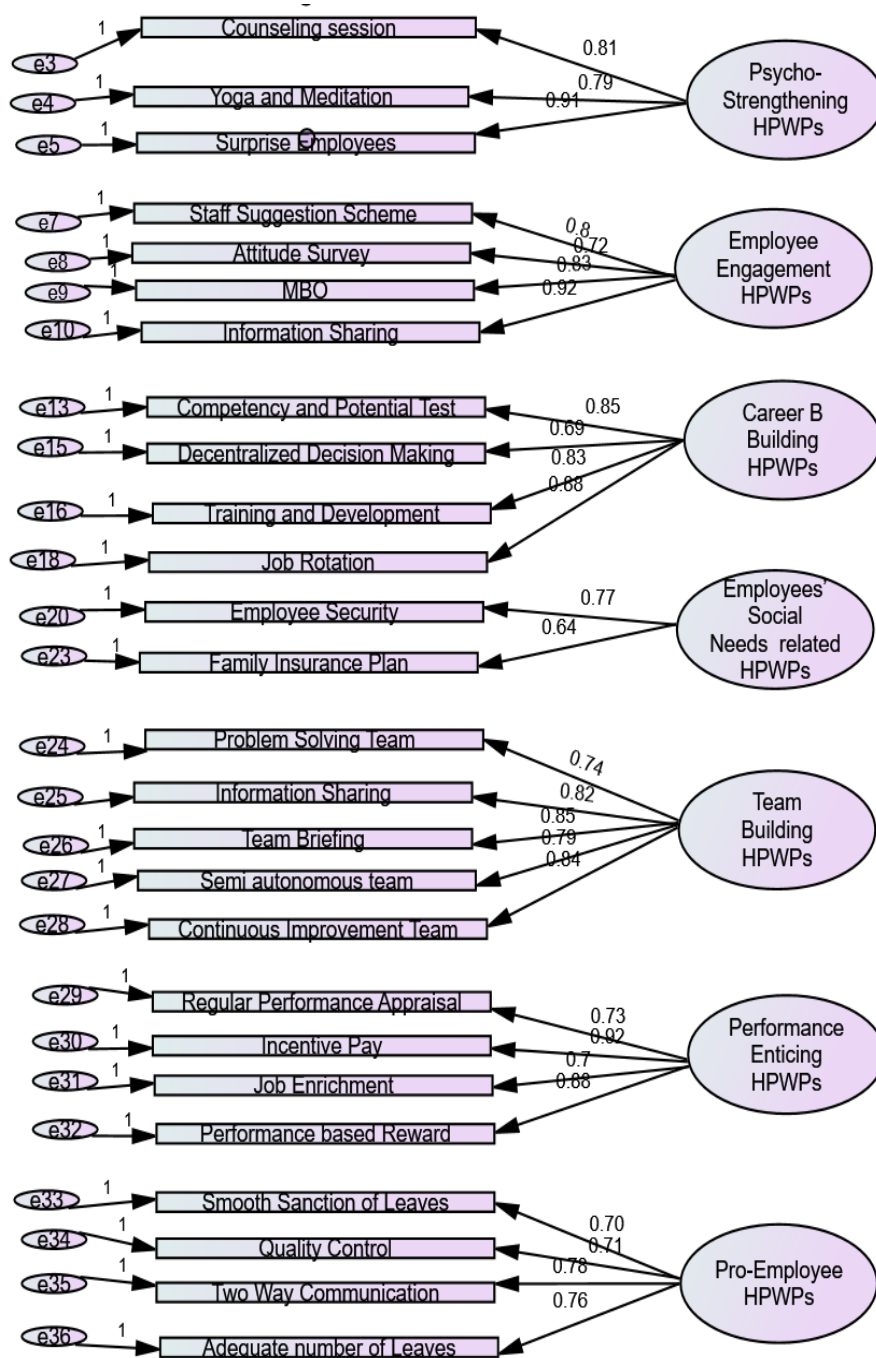 1
Counseling session
e3
0.81
Psycho-
Strengthening
HPWPs
1
Yoga and Meditation
e4
0.79
0.91
1
Surprise Employees
e5
1
Staff Suggestion Scheme
e7
0.8
Employee
Engagement
HPWPs
1
Attitude Survey
e8
0.72
1
MBO
e9
0.83
1
Information Sharing
e10
0.92
1
Competency and Potential Test
e13
0.85
Career B
Building
HPWPs
1
Decentralized Decision Making
e15
0.69
1
Training and Development
e16
0.83
1
Job Rotation
e18
0.88
1
Employee Security
e20
0.77
Employees'
Social
Needs related
HPWPs
1
Family Insurance Plan
e23
0.64
1
Problem Solving Team
e24
0.74
Team
Building
HPWPs
1
Information Sharing
e25
0.82
1
Team Briefing
e26
0.85
1
Semi autonomous team
e27
0.79
1
Continuous Improvement Team
e28
0.84
1
Regular Performance Appraisal
e29
0.73
Performance
Enticing
HPWPs
1
Incentive Pay
e30
0.92
1
Job Enrichment
e31
0.7
1
Performance based Reward
e32
0.88
1
Smooth Sanction of Leaves
e33
0.70
Pro-Employee
HPWPs
1
Quality Control
e34
0.71
1
Two Way Communication
e35
0.78
1
Adequate number of Leaves
e36
0.76